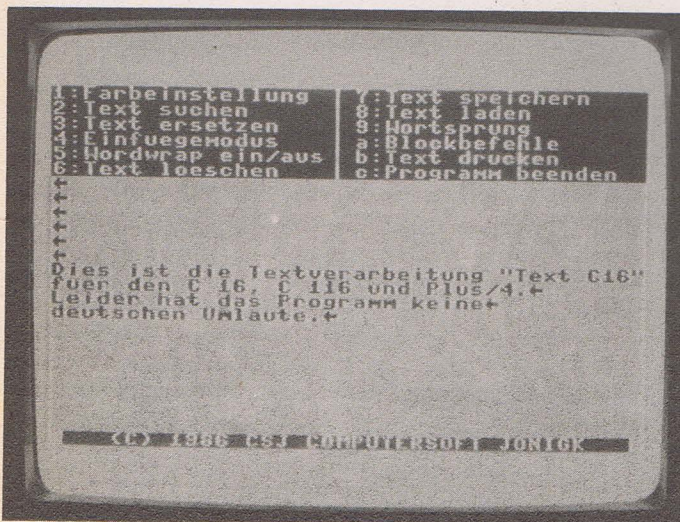 1:Farbeinstellung
2:Text suchen
3:Text ersetzen
4:Einfuegemodus
5:Wordwrap ein/aus
6:Text loeschen
7:Text speichern
8:Text laden
9:Wortsprung
a:Blockbefehle
b:Text drucken
c:Programm beenden
←
←
←
←
←
Dies ist die Textverarbeitung "Text C16"
fuer den C 16, C 116 und Plus/4.←
Leider hat das Programm keine←
deutschen Umlaute.←
(C) 1986 CSJ COMPUTERSOFT JONIGK